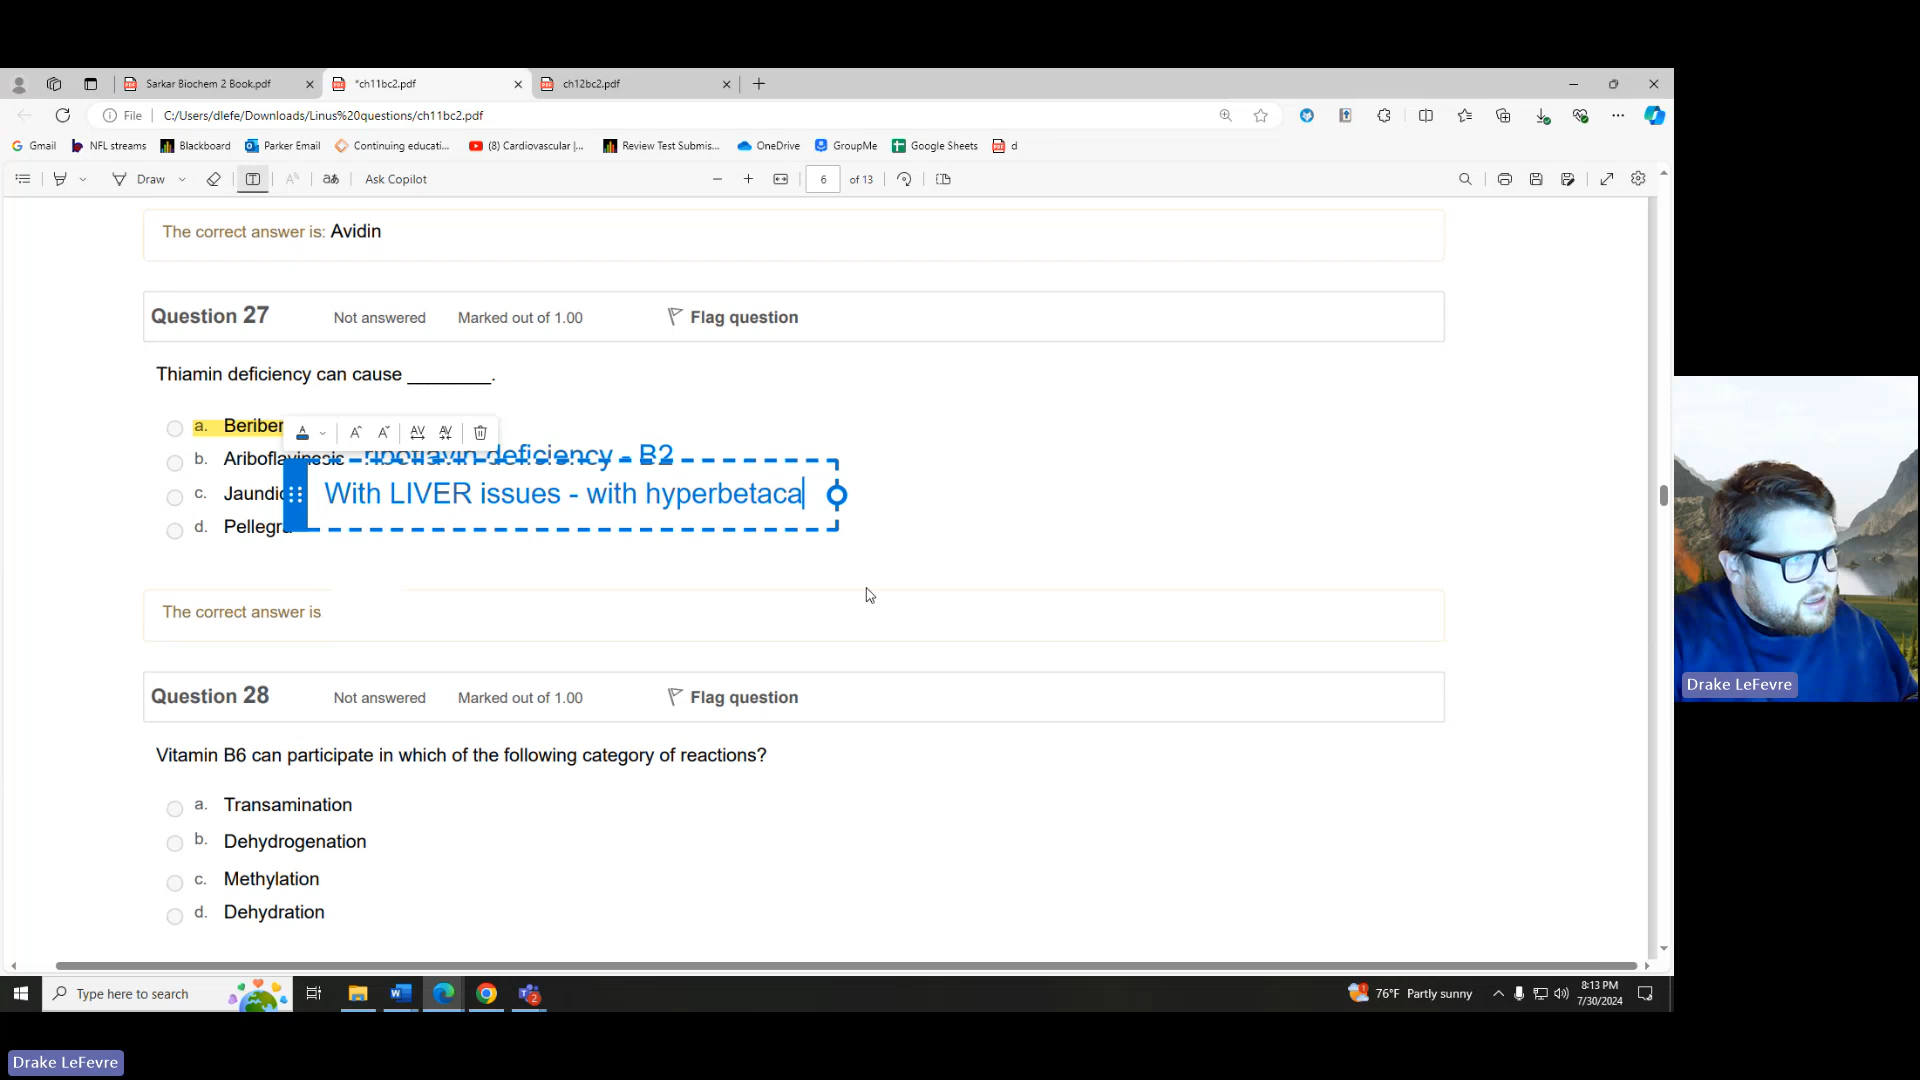 Sarkar Biochem 2 Book.pdf
*ch11bc2.pdf
ch12bc2.pdf
File
C:/Users/dlefe/Downloads/Linus%20questions/ch11bc2.pdf
Gmail
NFL streams
Blackboard
Parker Email
Continuing educati...
(8) Cardiovascular |...
Review Test Submis...
OneDrive
GroupMe
Google Sheets
d
Draw
Ask Copilot
6
of 13
The correct answer is: Avidin
Question 27
Not answered
Marked out of 1.00
Flag question
Thiamin deficiency can cause ________.
a. Beriber
b. Ariboflavinosis riboflavin deficiency - B2
c. Jaundic
With LIVER issues - with hyperbetaca
d. Pellegra
The correct answer is
Question 28
Not answered
Marked out of 1.00
Flag question
Vitamin B6 can participate in which of the following category of reactions?
a. Transamination
b. Dehydrogenation
c. Methylation
d. Dehydration
Drake LeFevre
Type here to search
76°F Partly sunny
8:13 PM
7/30/2024
Drake LeFevre